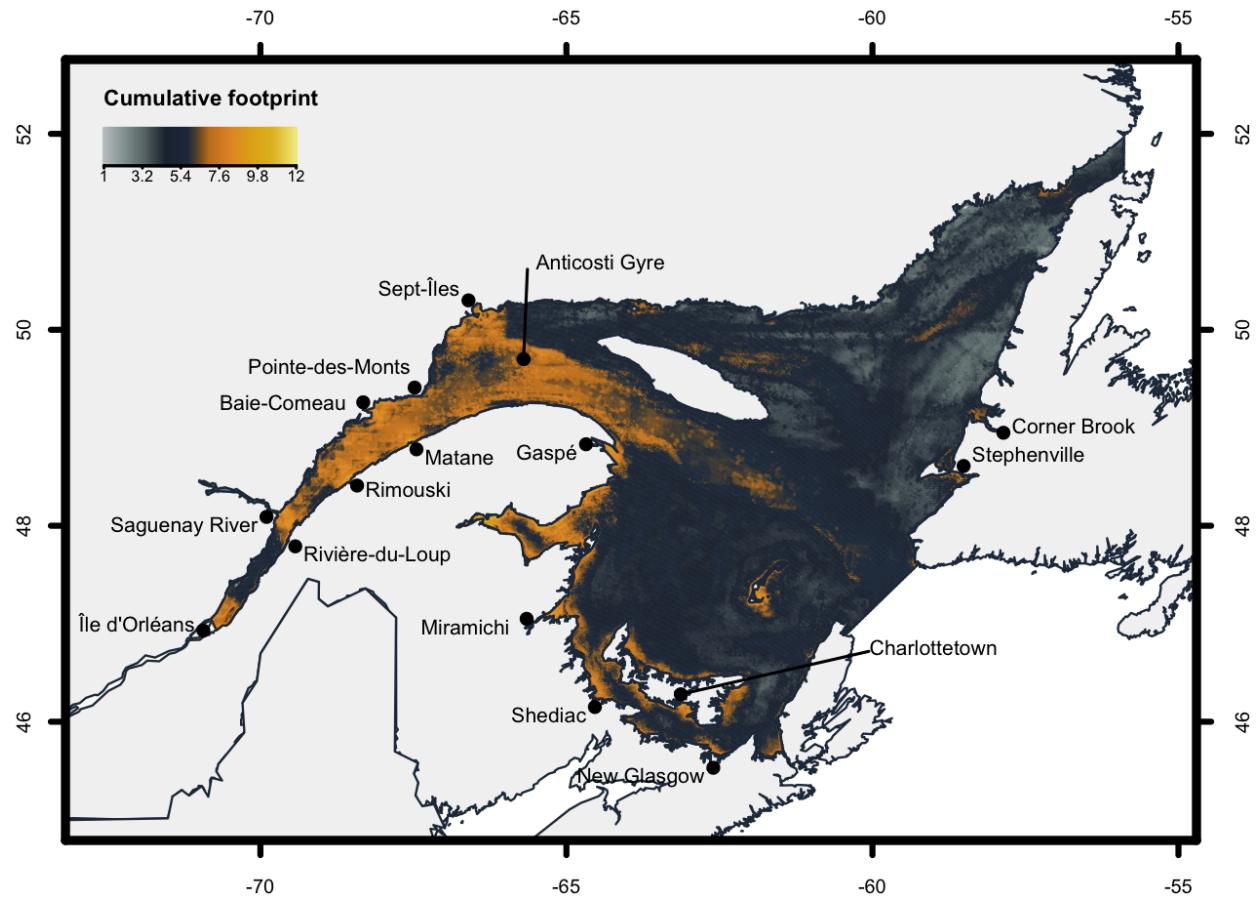 -70 -65 -60 -55
Cumulative footprint
52 52
1 3.2 5.4 7.6 9.8 12
Anticosti Gyre
Sept-Îles
50 50
Pointe-des-Monts
Baie-Comeau
Corner Brook
Gaspé
Matane
Stephenville
Rimouski
48 48
Saguenay River
Rivière-du-Loup
Île d'Orléans
Miramichi
Charlottetown
Shediac
46 46
New Glasgow
-70 -65 -60 -55